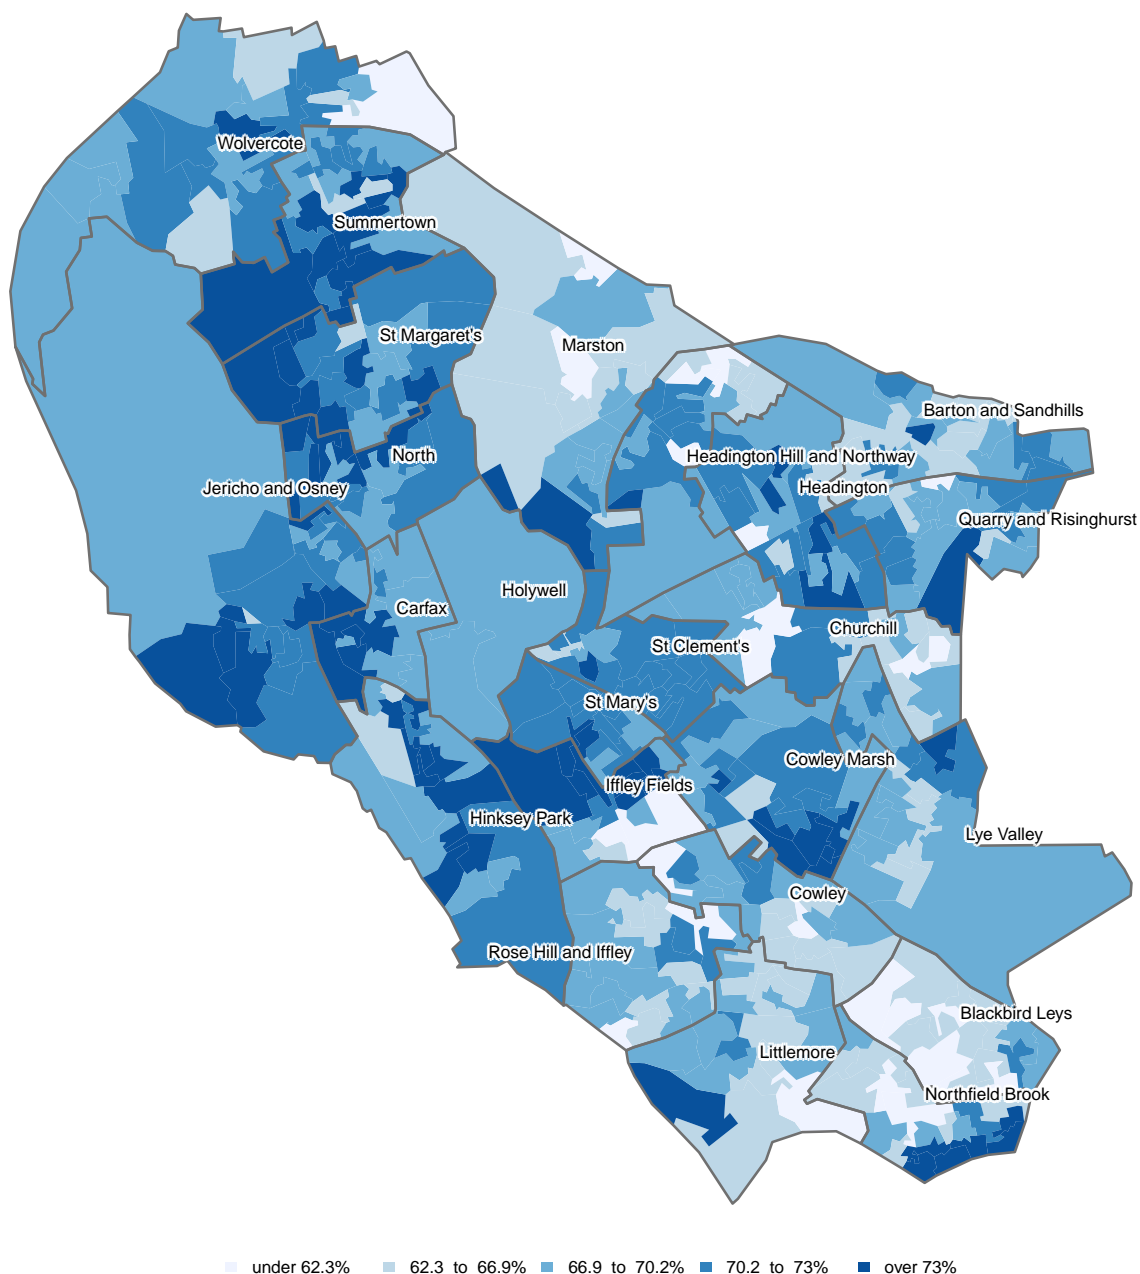 Wolvercote
Summertown
St Margaret's
Marston
Barton and Sandhills
North
Headington Hill and Northway
Jericho and Osney
Headington
Quarry and Risinghurst
Holywell
Carfax
Churchill
St Clement's
St Mary's
Cowley Marsh
Iffley Fields
Hinksey Park
Lye Valley
Cowley
Rose Hill and Iffley
Blackbird Leys
Littlemore
Northfield Brook
under 62.3% 62.3 to 66.9% 66.9 to 70.2% 70.2 to 73% over 73%